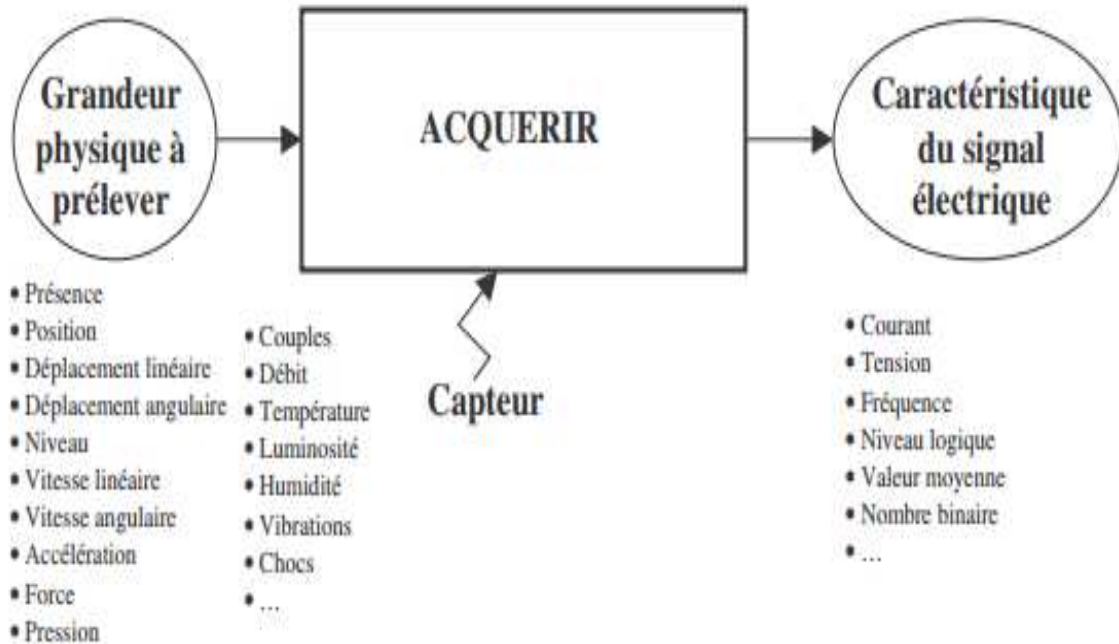 Grandeur
physique à
prélever
ACQUERIR
Caractéristique
du signal
électrique
• Présence
• Position
• Déplacement linéaire
• Déplacement angulaire
• Niveau
• Vitesse linéaire
• Vitesse angulaire
• Accélération
• Force
• Pression
• Couples
• Débit
• Température
• Luminosité
• Humidité
• Vibrations
• Chocs
• ...
Capteur
• Courant
• Tension
• Fréquence
• Niveau logique
• Valeur moyenne
• Nombre binaire
• ...